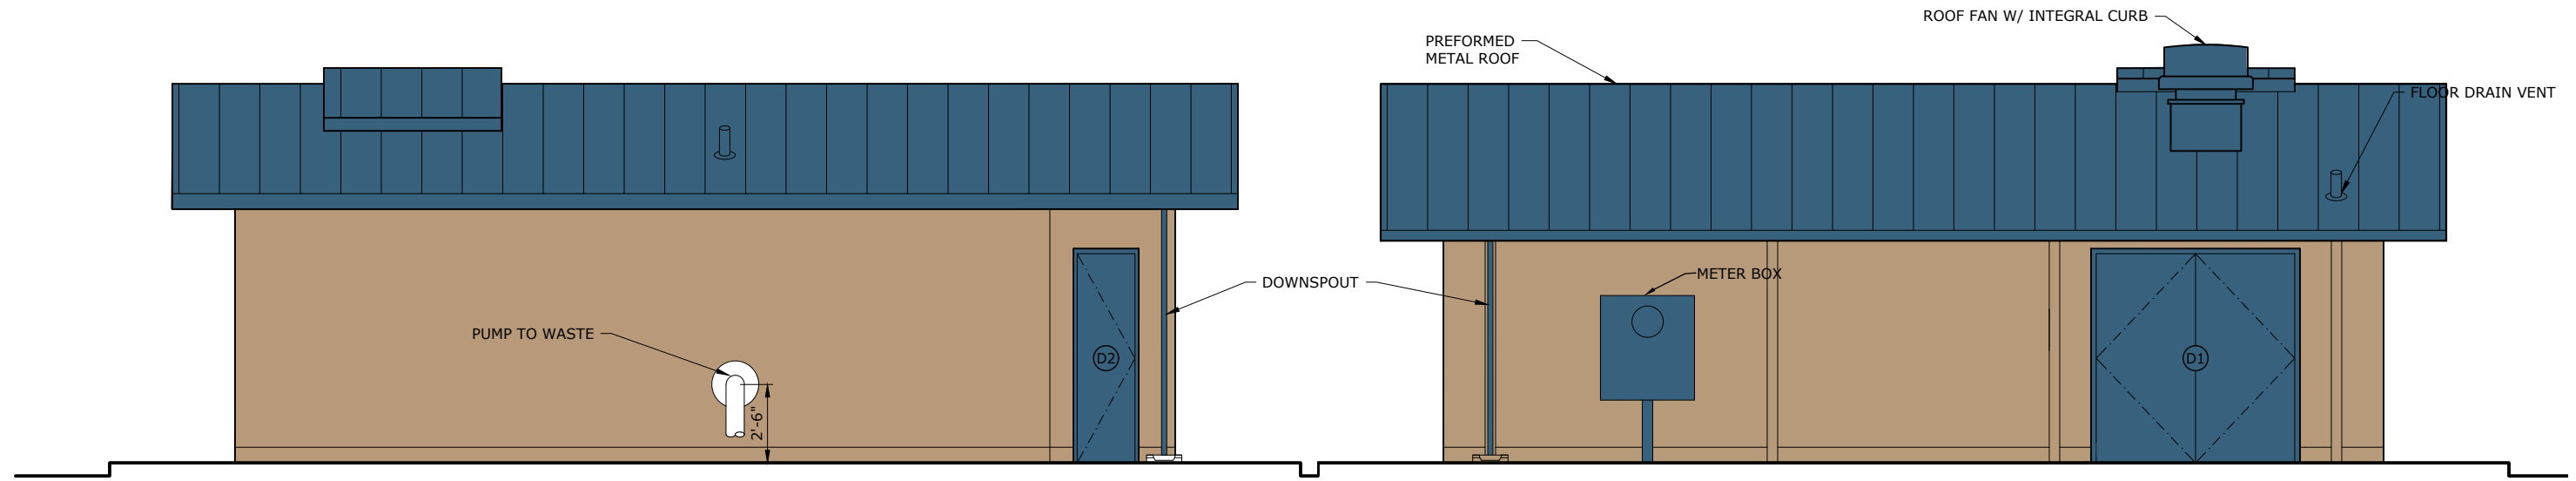 ROOF FAN W/ INTEGRAL CURB
PREFORMED
METAL ROOF
FLOOR DRAIN VENT
METER BOX
DOWNSPOUT
PUMP TO WASTE
D2
D1
2'-6"